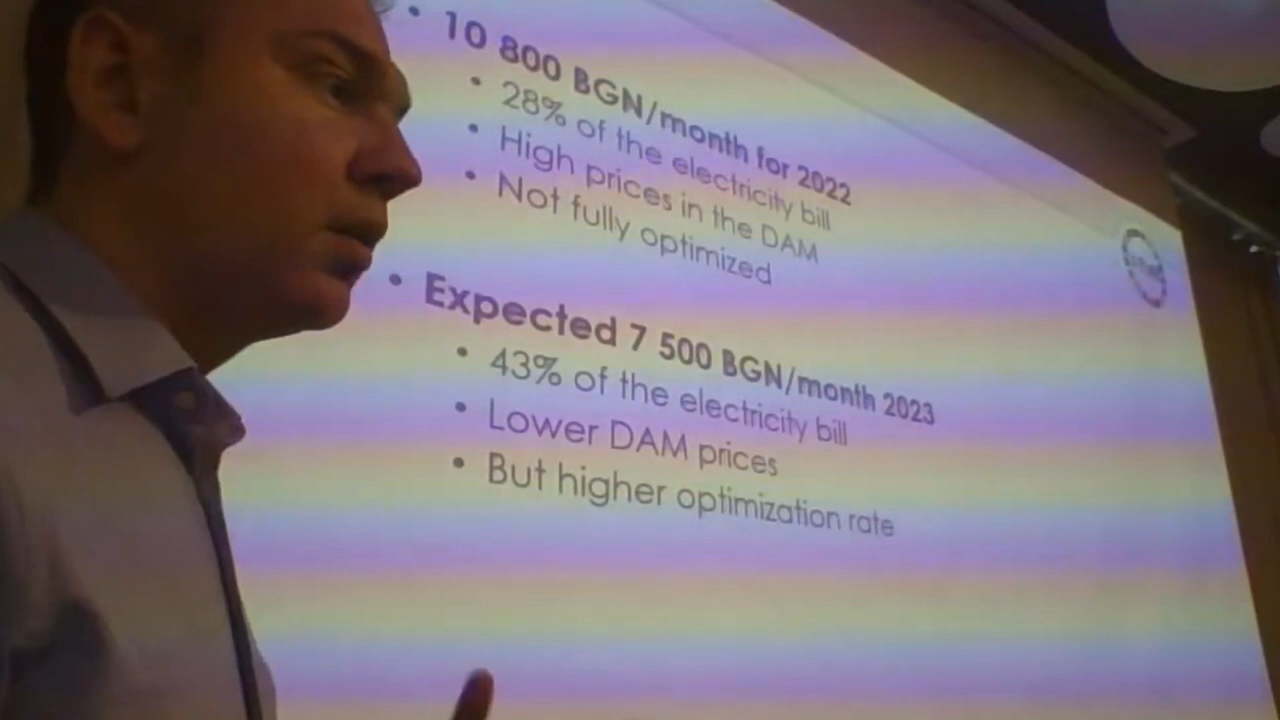 • 10 800 BGN/month for 2022
• 28% of the electricity bill
• High prices in the DAM
• Not fully optimized
• Expected 7 500 BGN/month 2023
• 43% of the electricity bill
• Lower DAM prices
• But higher optimization rate